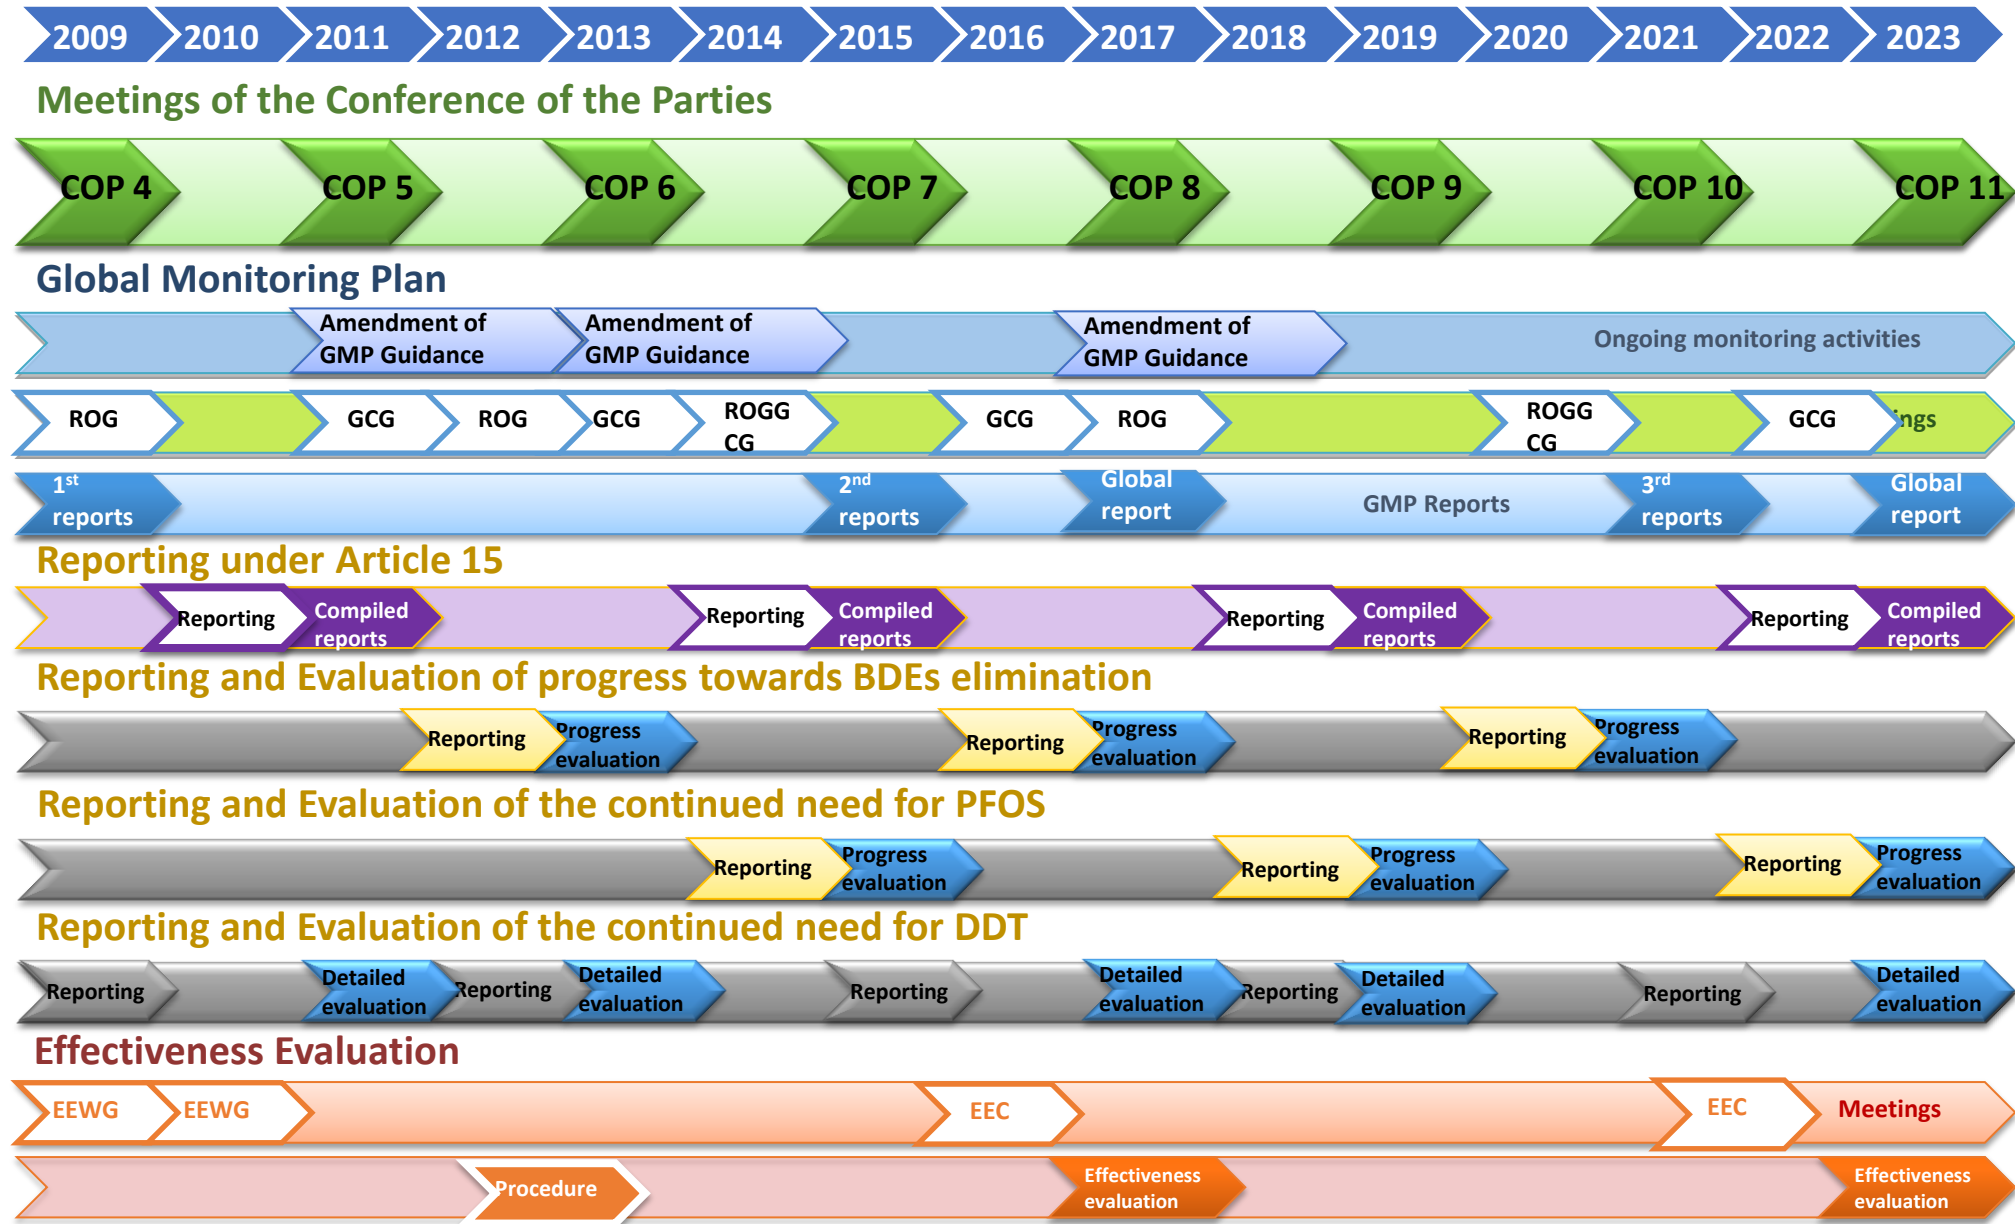 2009 2010 2011 2012 2013 2014 2015 2016 2017 2018 2019 2020 2021 2022 2023
Meetings of the Conference of the Parties
COP 4 COP 5 COP 6 COP 7 COP 8 COP 9 COP 10 COP 11
Global Monitoring Plan
Amendment of Amendment of Amendment of
GMP Guidance GMP Guidance GMP Guidance Ongoing monitoring activities
ROG GCG ROG GCG ROGG GCG ROG ROGG GCG ings
CG CG
1st 2nd Global 3rd Global
reports reports report GMP Reports reports report
Reporting under Article 15
Reporting Compiled Reporting Compiled Reporting Compiled Reporting Compiled
reports reports reports reports
Reporting and Evaluation of progress towards BDEs elimination
Reporting Progress Reporting Progress Reporting Progress
evaluation evaluation evaluation
Reporting and Evaluation of the continued need for PFOS
Reporting Progress Reporting Progress Reporting Progress
evaluation evaluation evaluation
Reporting and Evaluation of the continued need for DDT
Reporting Detailed Reporting Detailed Reporting Detailed Reporting Detailed Reporting Detailed
evaluation evaluation evaluation evaluation evaluation
Effectiveness Evaluation
EEWG EEWG EEC EEC Meetings
Procedure Effectiveness Effectiveness
evaluation evaluation